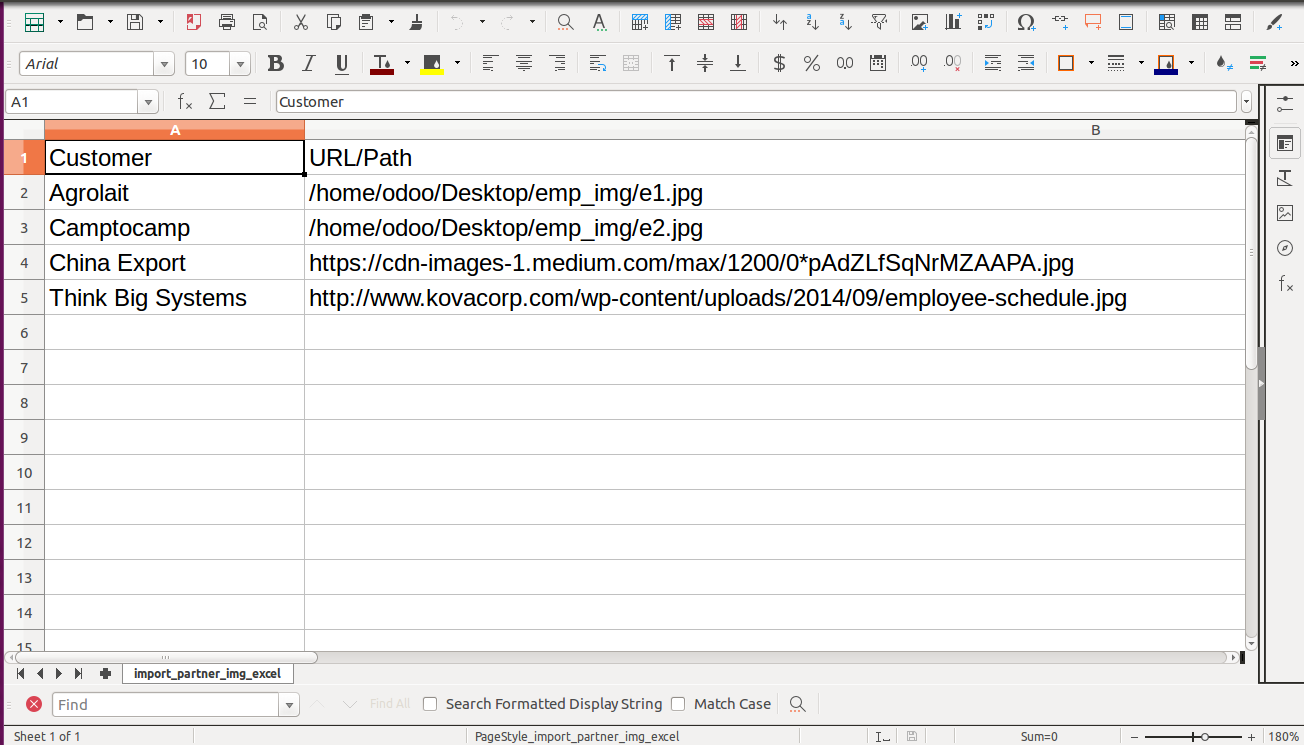 Arial 10
A1 Customer
A B
1 Customer URL/Path
2 Agrolait /home/odoo/Desktop/emp_img/e1.jpg
3 Camptocamp /home/odoo/Desktop/emp_img/e2.jpg
4 China Export https://cdn-images-1.medium.com/max/1200/0*pAdZLfSqNrMZAAPA.jpg
5 Think Big Systems http://www.kovacorp.com/wp-content/uploads/2014/09/employee-schedule.jpg
6
7
8
9
10
11
12
13
14
15
import_partner_img_excel
Find Find All Search Formatted Display String Match Case
Sheet 1 of 1 PageStyle_import_partner_img_excel Sum=0 180%